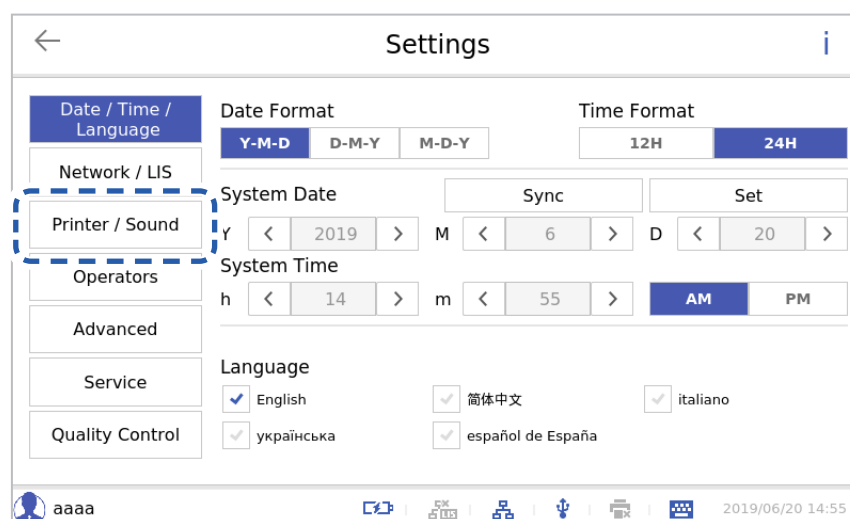 Settings
i
Date / Time /
Language
Network / LIS
Printer / Sound
Operators
Advanced
Service
Quality Control
Date Format
Y-M-D D-M-Y M-D-Y
Time Format
12H 24H
System Date
Sync Set
Y 2019 M 6 D 20
System Time
h 14 m 55 AM PM
Language
English 简体中文 italiano
українська español de España
aaaa
LIS
2019/06/20 14:55